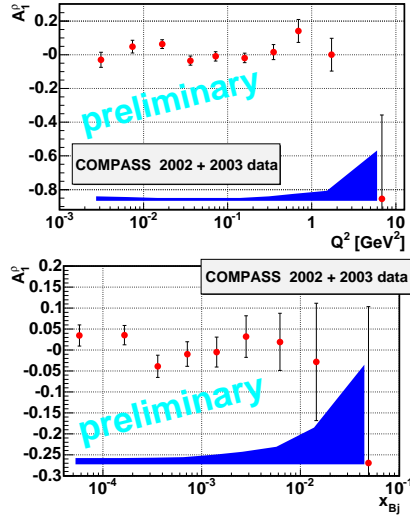 A₁^ρ
0.2
-0
-0.2
-0.4
-0.6
-0.8
preliminary
COMPASS 2002 + 2003 data
10⁻³ 10⁻² 10⁻¹ 1 10
Q² [GeV²]
A₁^ρ
0.2
0.15
0.1
0.05
0
-0.05
-0.1
-0.15
-0.2
-0.25
-0.3
COMPASS 2002 + 2003 data
preliminary
10⁻⁴ 10⁻³ 10⁻² 10⁻¹
x_Bj